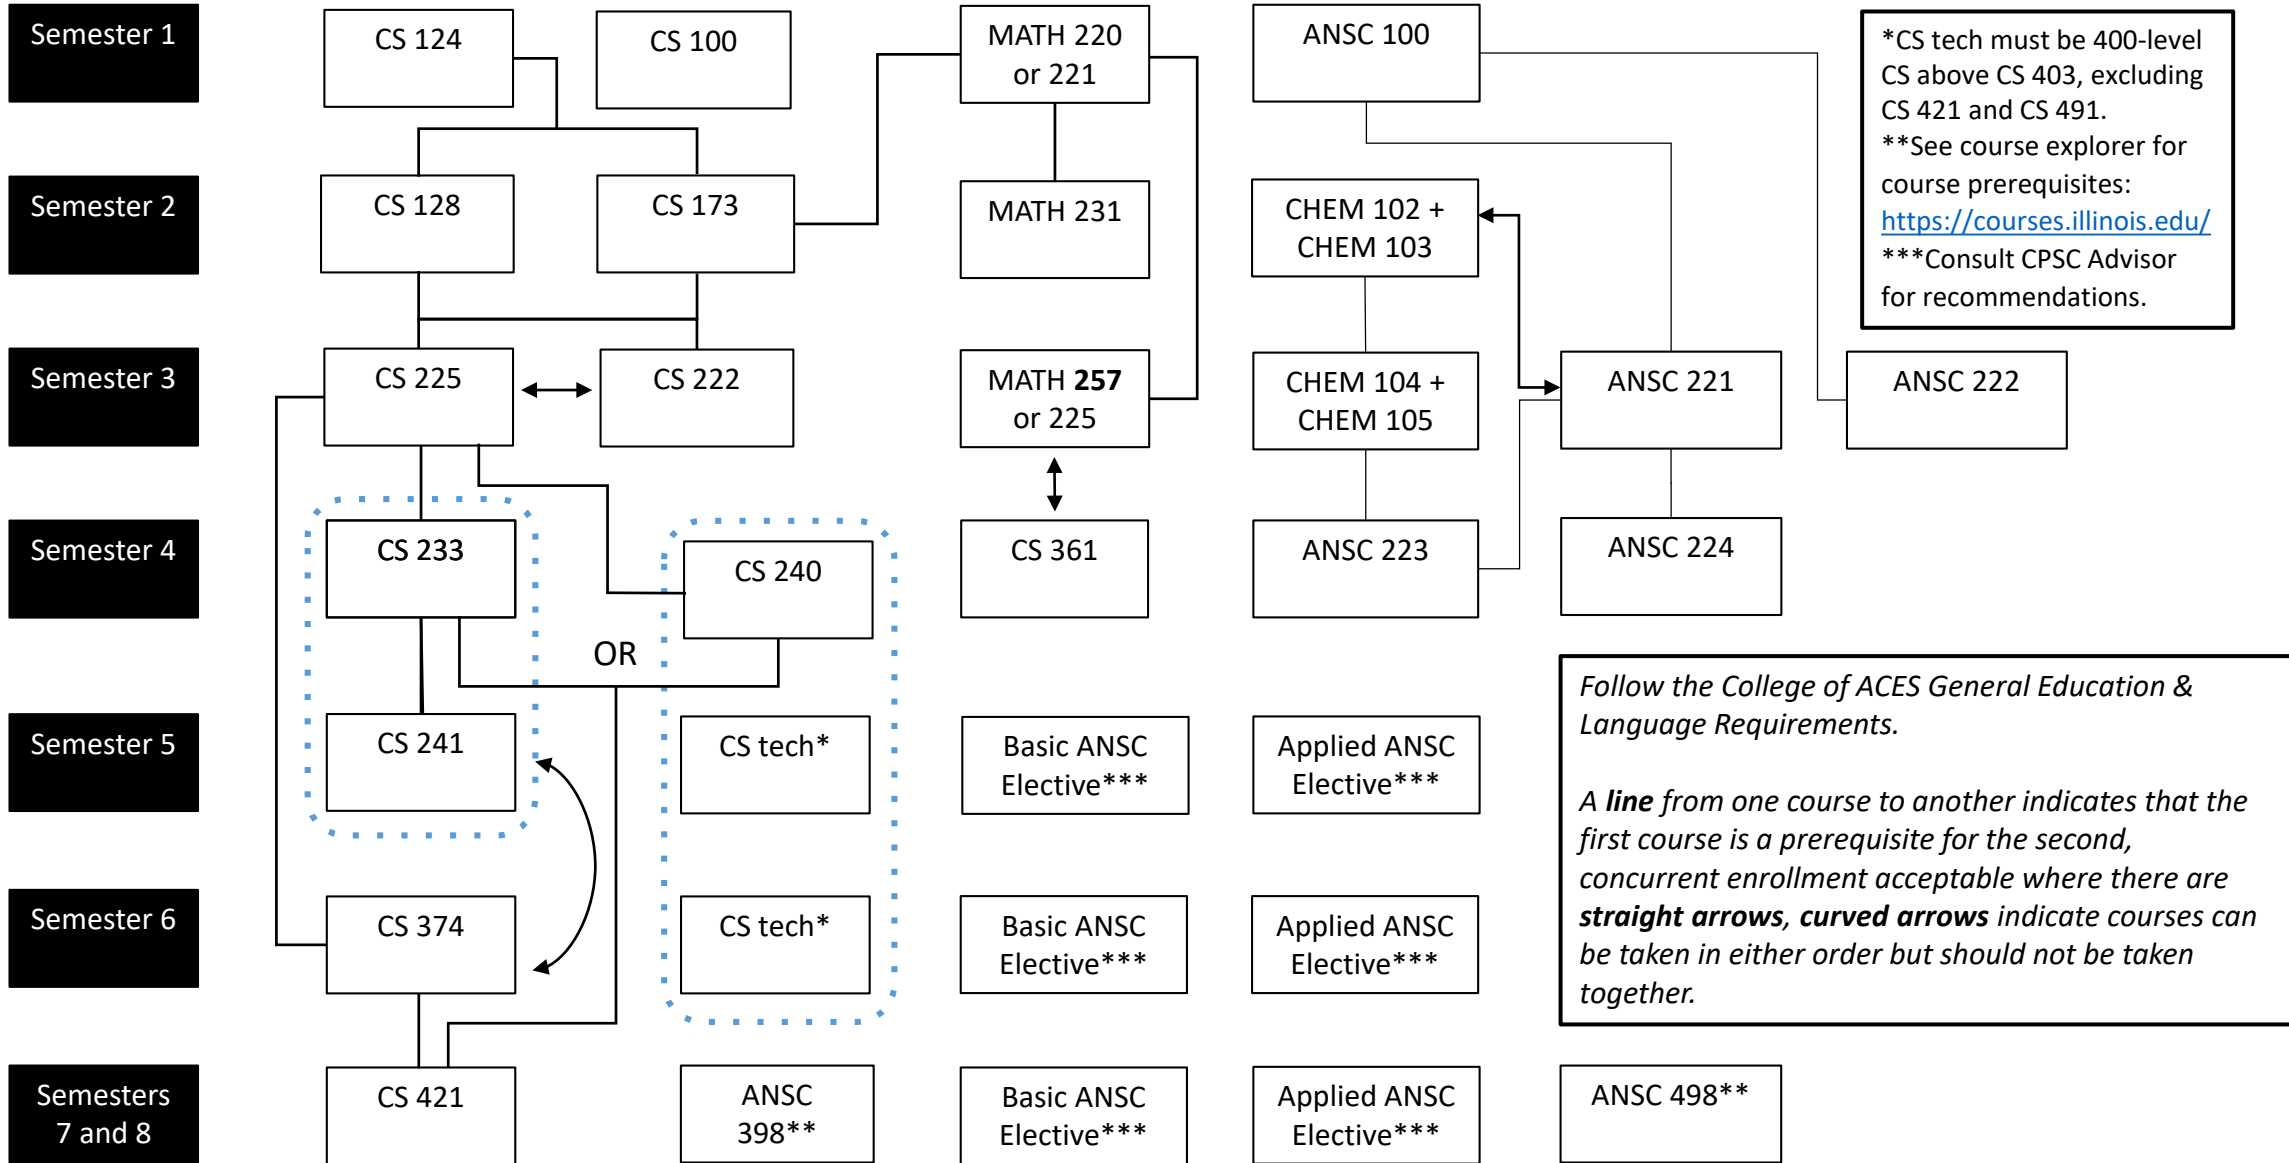 Semester 1
CS 124
CS 100
MATH 220
or 221
ANSC 100
*CS tech must be 400-level
CS above CS 403, excluding
CS 421 and CS 491.
**See course explorer for
course prerequisites:
https://courses.illinois.edu/
***Consult CPSC Advisor
for recommendations.
Semester 2
CS 128
CS 173
MATH 231
CHEM 102 +
CHEM 103
Semester 3
CS 225
CS 222
MATH 257
or 225
CHEM 104 +
CHEM 105
ANSC 221
ANSC 222
Semester 4
CS 233
CS 240
CS 361
ANSC 223
ANSC 224
OR
Follow the College of ACES General Education &
Language Requirements.
A line from one course to another indicates that the
first course is a prerequisite for the second,
concurrent enrollment acceptable where there are
straight arrows, curved arrows indicate courses can
be taken in either order but should not be taken
together.
Semester 5
CS 241
CS tech*
Basic ANSC
Elective***
Applied ANSC
Elective***
Semester 6
CS 374
CS tech*
Basic ANSC
Elective***
Applied ANSC
Elective***
Semesters
7 and 8
CS 421
ANSC
398**
Basic ANSC
Elective***
Applied ANSC
Elective***
ANSC 498**